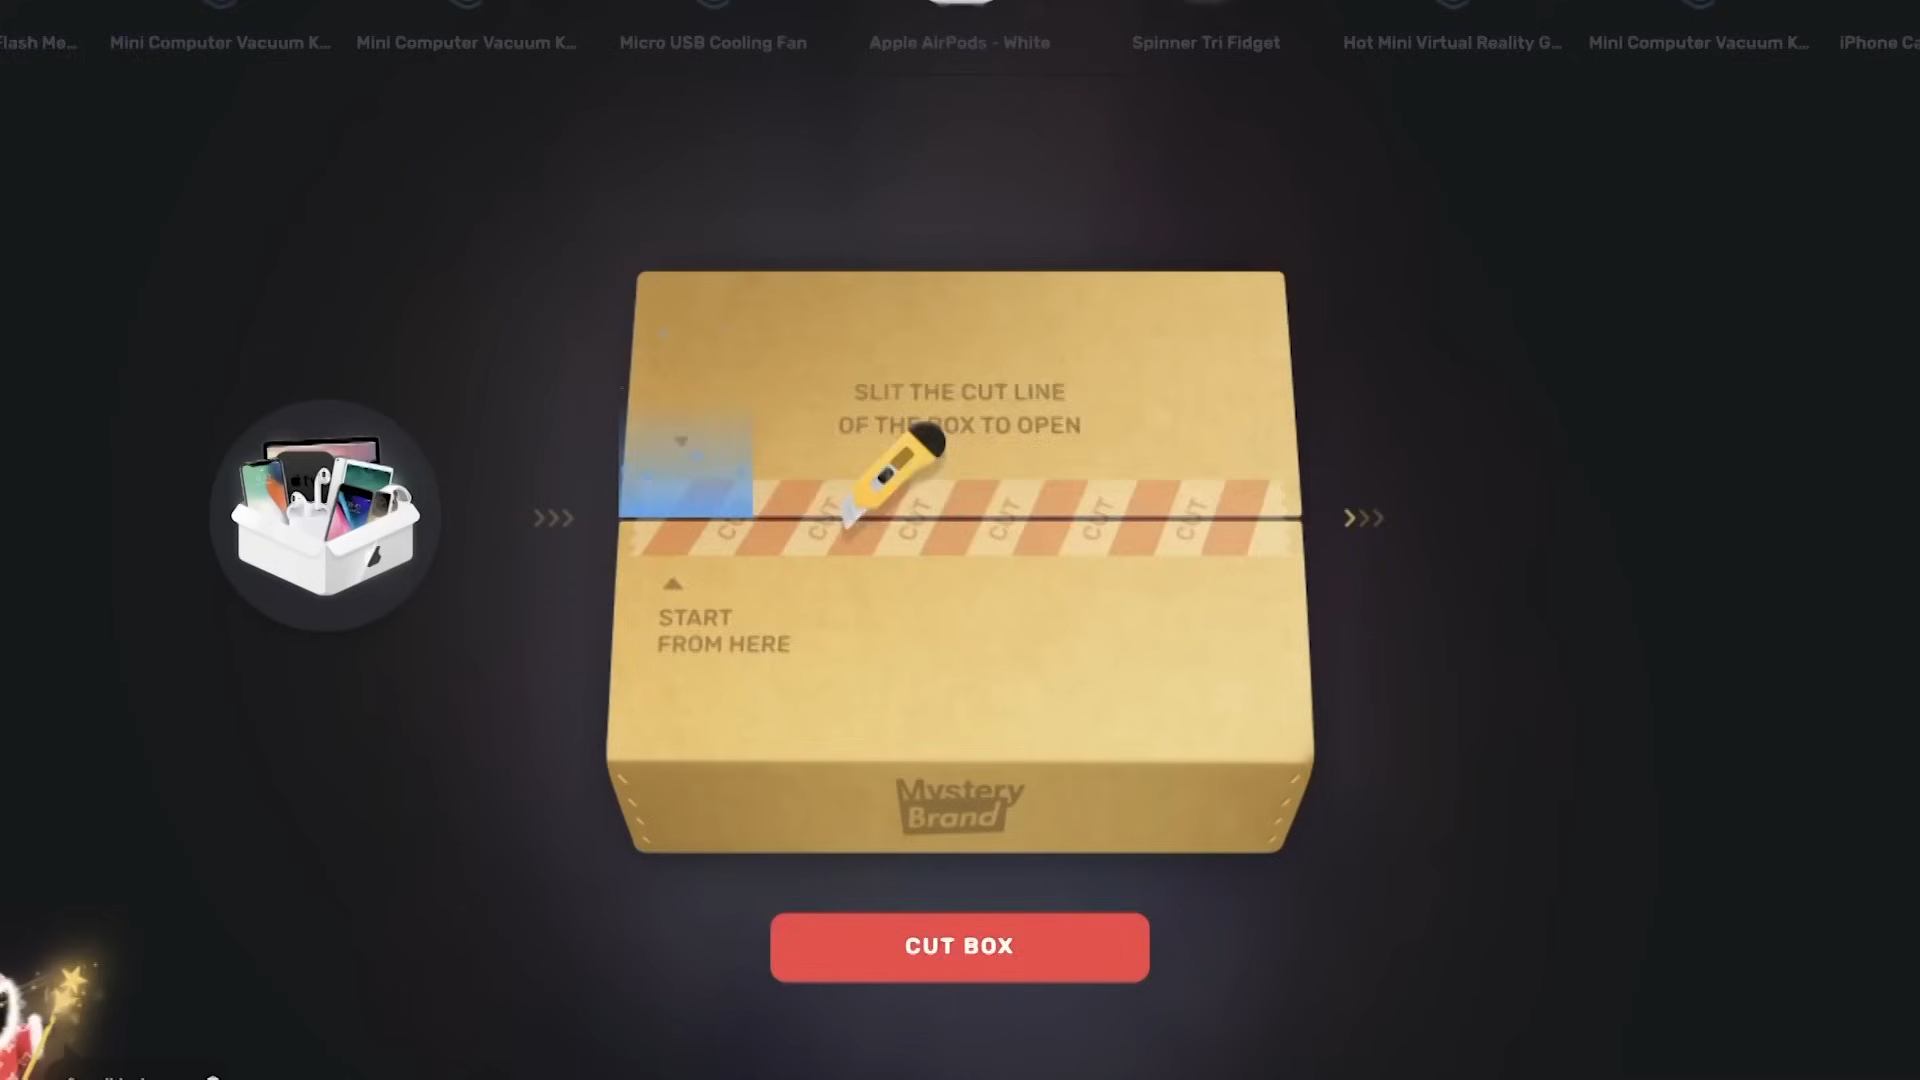 Flash Me...
Mini Computer Vacuum K...
Mini Computer Vacuum K...
Micro USB Cooling Fan
Apple AirPods - White
Spinner Tri Fidget
Hot Mini Virtual Reality G...
Mini Computer Vacuum K...
iPhone Ca
SLIT THE CUT LINE
OF THE BOX TO OPEN
CUT CUT CUT CUT CUT CUT
START
FROM HERE
Mystery
Brand
CUT BOX